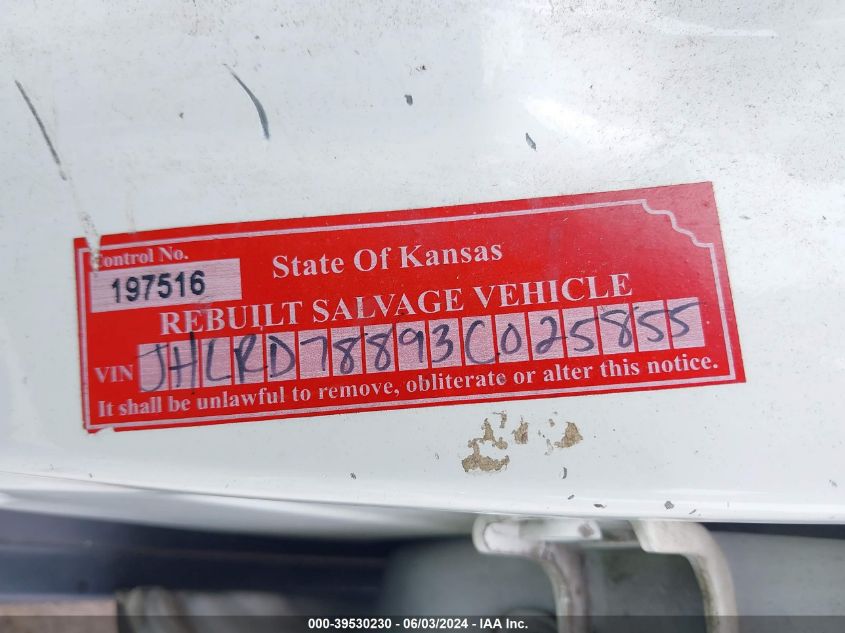 Control No.
197516
State Of Kansas
REBUILT SALVAGE VEHICLE
VIN JHLRD78893C025855
It shall be unlawful to remove, obliterate or alter this notice.
000-39530230 - 06/03/2024 - IAA Inc.